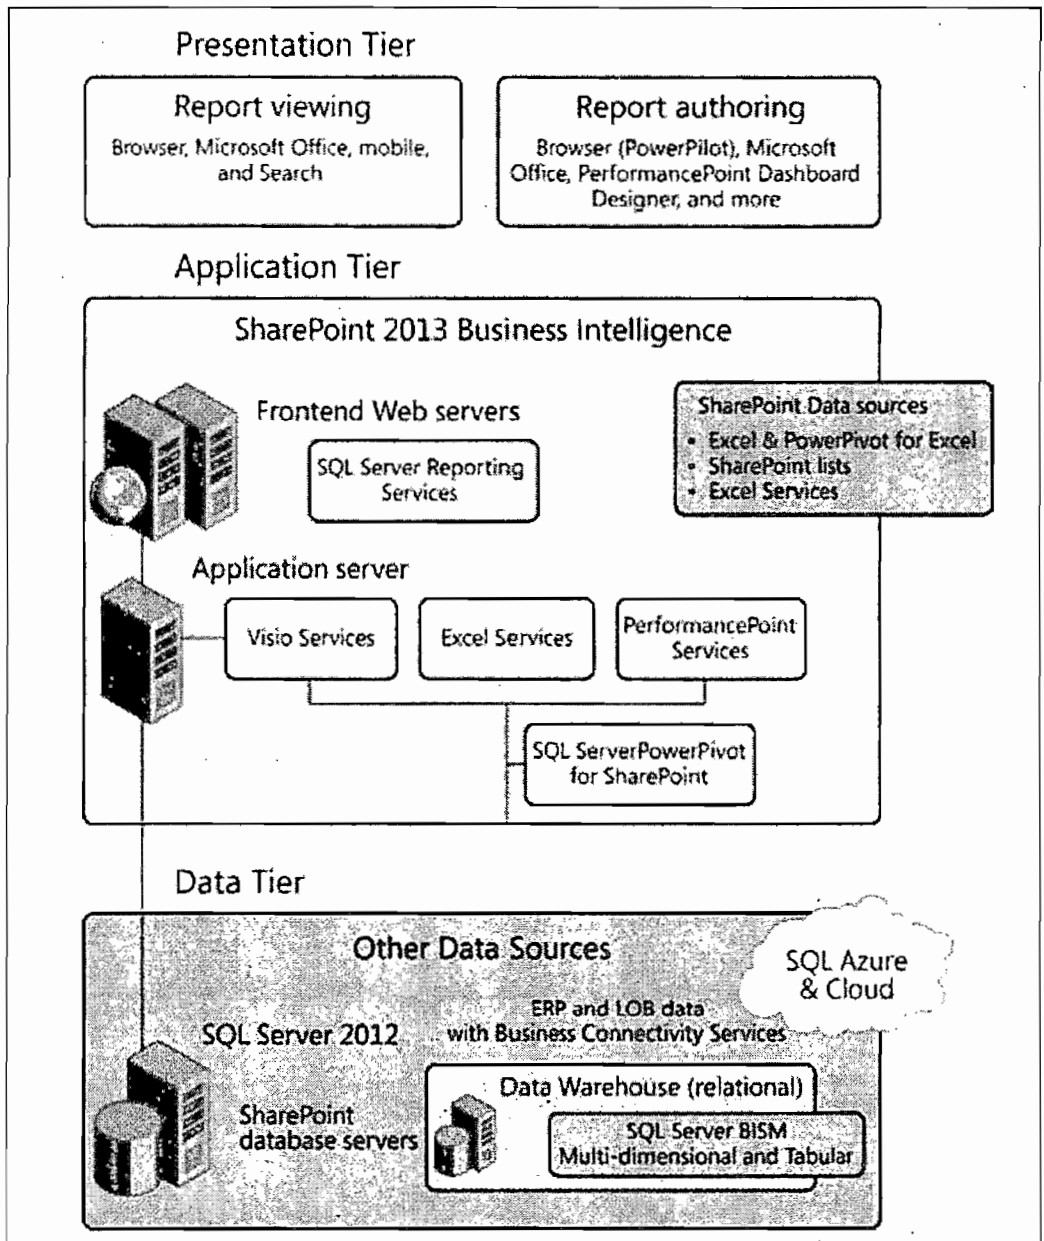 Presentation Tier
Report viewing
Browser, Microsoft Office, mobile,
and Search
Report authoring
Browser (PowerPilot), Microsoft
Office, PerformancePoint Dashboard
Designer, and more
Application Tier
SharePoint 2013 Business Intelligence
Frontend Web servers
SQL Server Reporting
Services
SharePoint Data sources
• Excel & PowerPivot for Excel
• SharePoint lists
• Excel Services
Application server
Visio Services
Excel Services
PerformancePoint
Services
SQL ServerPowerPivot
for SharePoint
Data Tier
Other Data Sources
SQL Azure
& Cloud
ERP and LOB data
with Business Connectivity Services
SQL Server 2012
SharePoint
database servers
Data Warehouse (relational)
SQL Server BISM
Multi-dimensional and Tabular